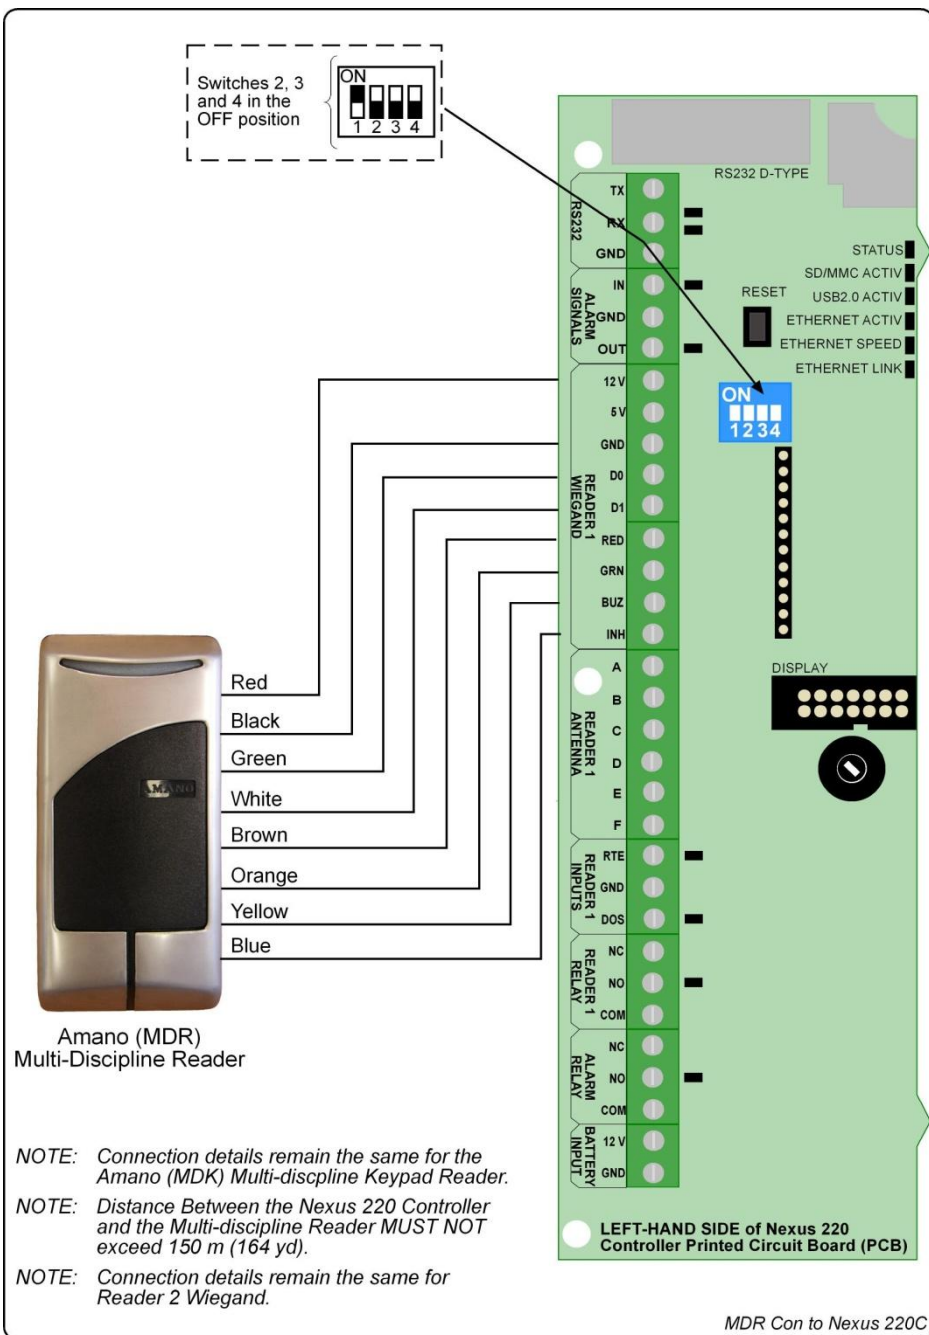 Switches 2, 3
and 4 in the
OFF position
ON
1 2 3 4
RS232 D-TYPE
RS232
TX
RX
GND
STATUS
SD/MMC ACTIV
USB2.0 ACTIV
ETHERNET ACTIV
ETHERNET SPEED
ETHERNET LINK
RESET
ALARM
SIGNALS
IN
GND
OUT
ON
1234
READER 1
WIEGAND
12 V
5 V
GND
D0
D1
RED
GRN
BUZ
INH
DISPLAY
READER 1
ANTENNA
A
B
C
D
E
F
READER 1
INPUTS
RTE
GND
DOS
READER 1
RELAY
NC
NO
COM
ALARM
RELAY
NC
NO
COM
BATTERY
INPUT
12 V
GND
Red
Black
Green
White
Brown
Orange
Yellow
Blue
AMANO
Amano (MDR)
Multi-Discipline Reader
NOTE: Connection details remain the same for the
Amano (MDK) Multi-discpline Keypad Reader.
NOTE: Distance Between the Nexus 220 Controller
and the Multi-discipline Reader MUST NOT
exceed 150 m (164 yd).
NOTE: Connection details remain the same for
Reader 2 Wiegand.
LEFT-HAND SIDE of Nexus 220
Controller Printed Circuit Board (PCB)
MDR Con to Nexus 220C